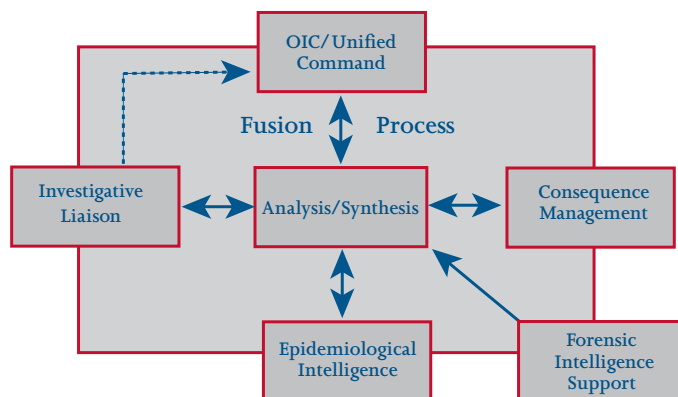 OIC/Unified
Command
Fusion Process
Investigative
Liaison
Analysis/Synthesis
Consequence
Management
Epidemiological
Intelligence
Forensic
Intelligence
Support